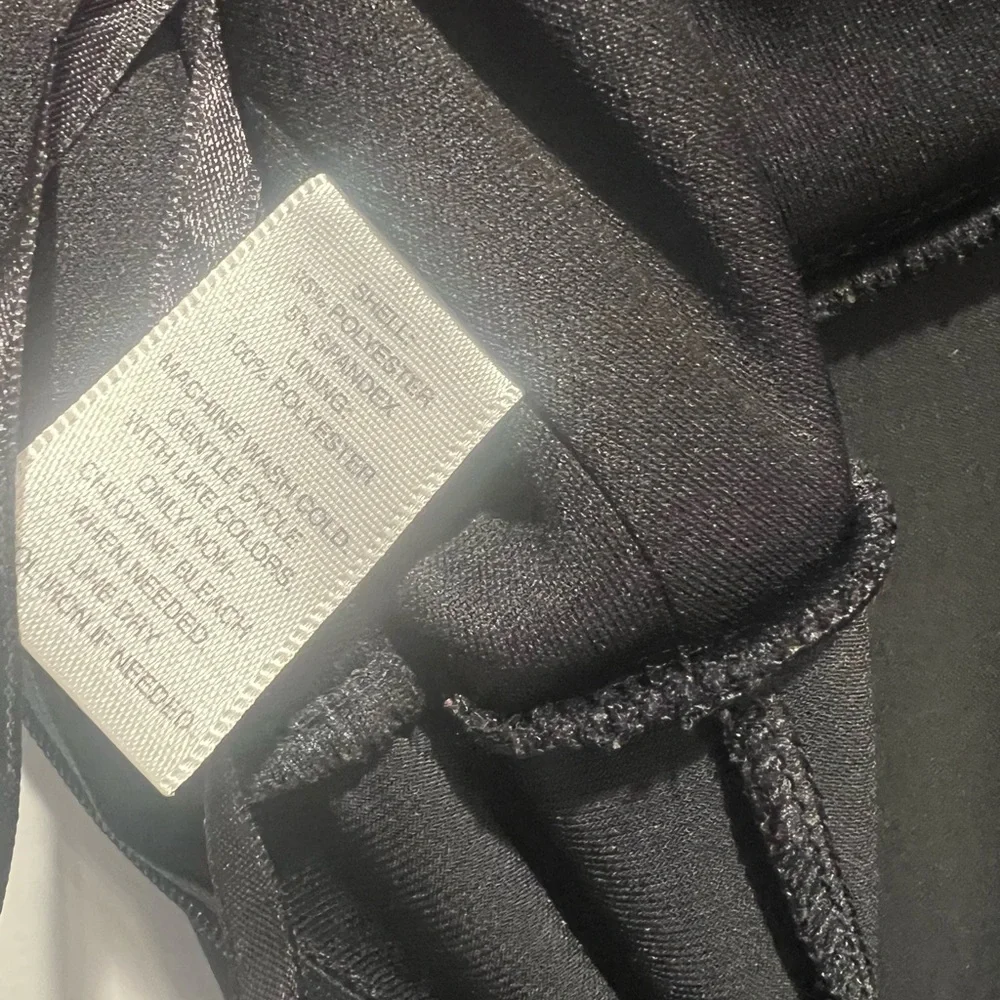 SHELL:
95% POLYESTER
5% SPANDEX
LINING
100% POLYESTER
MACHINE WASH COLD
GENTLE CYCLE
WITH LIKE COLORS
ONLY NON
CHLORINE BLEACH
WHEN NEEDED
LINE DRY
IRON IF NEEDED